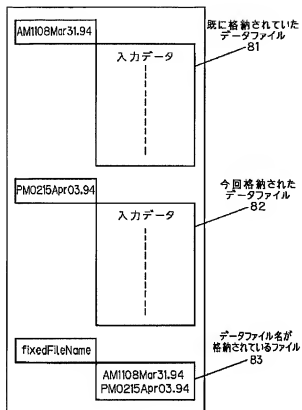 AM1108Mar31.94
既に格納されていた
データファイル
81
入力データ
PM0215Apr03.94
今回格納された
データファイル
82
入力データ
fixedFileName
データファイル名が
格納されているファイル
83
AM1108Mar31.94
PM0215Apr03.94